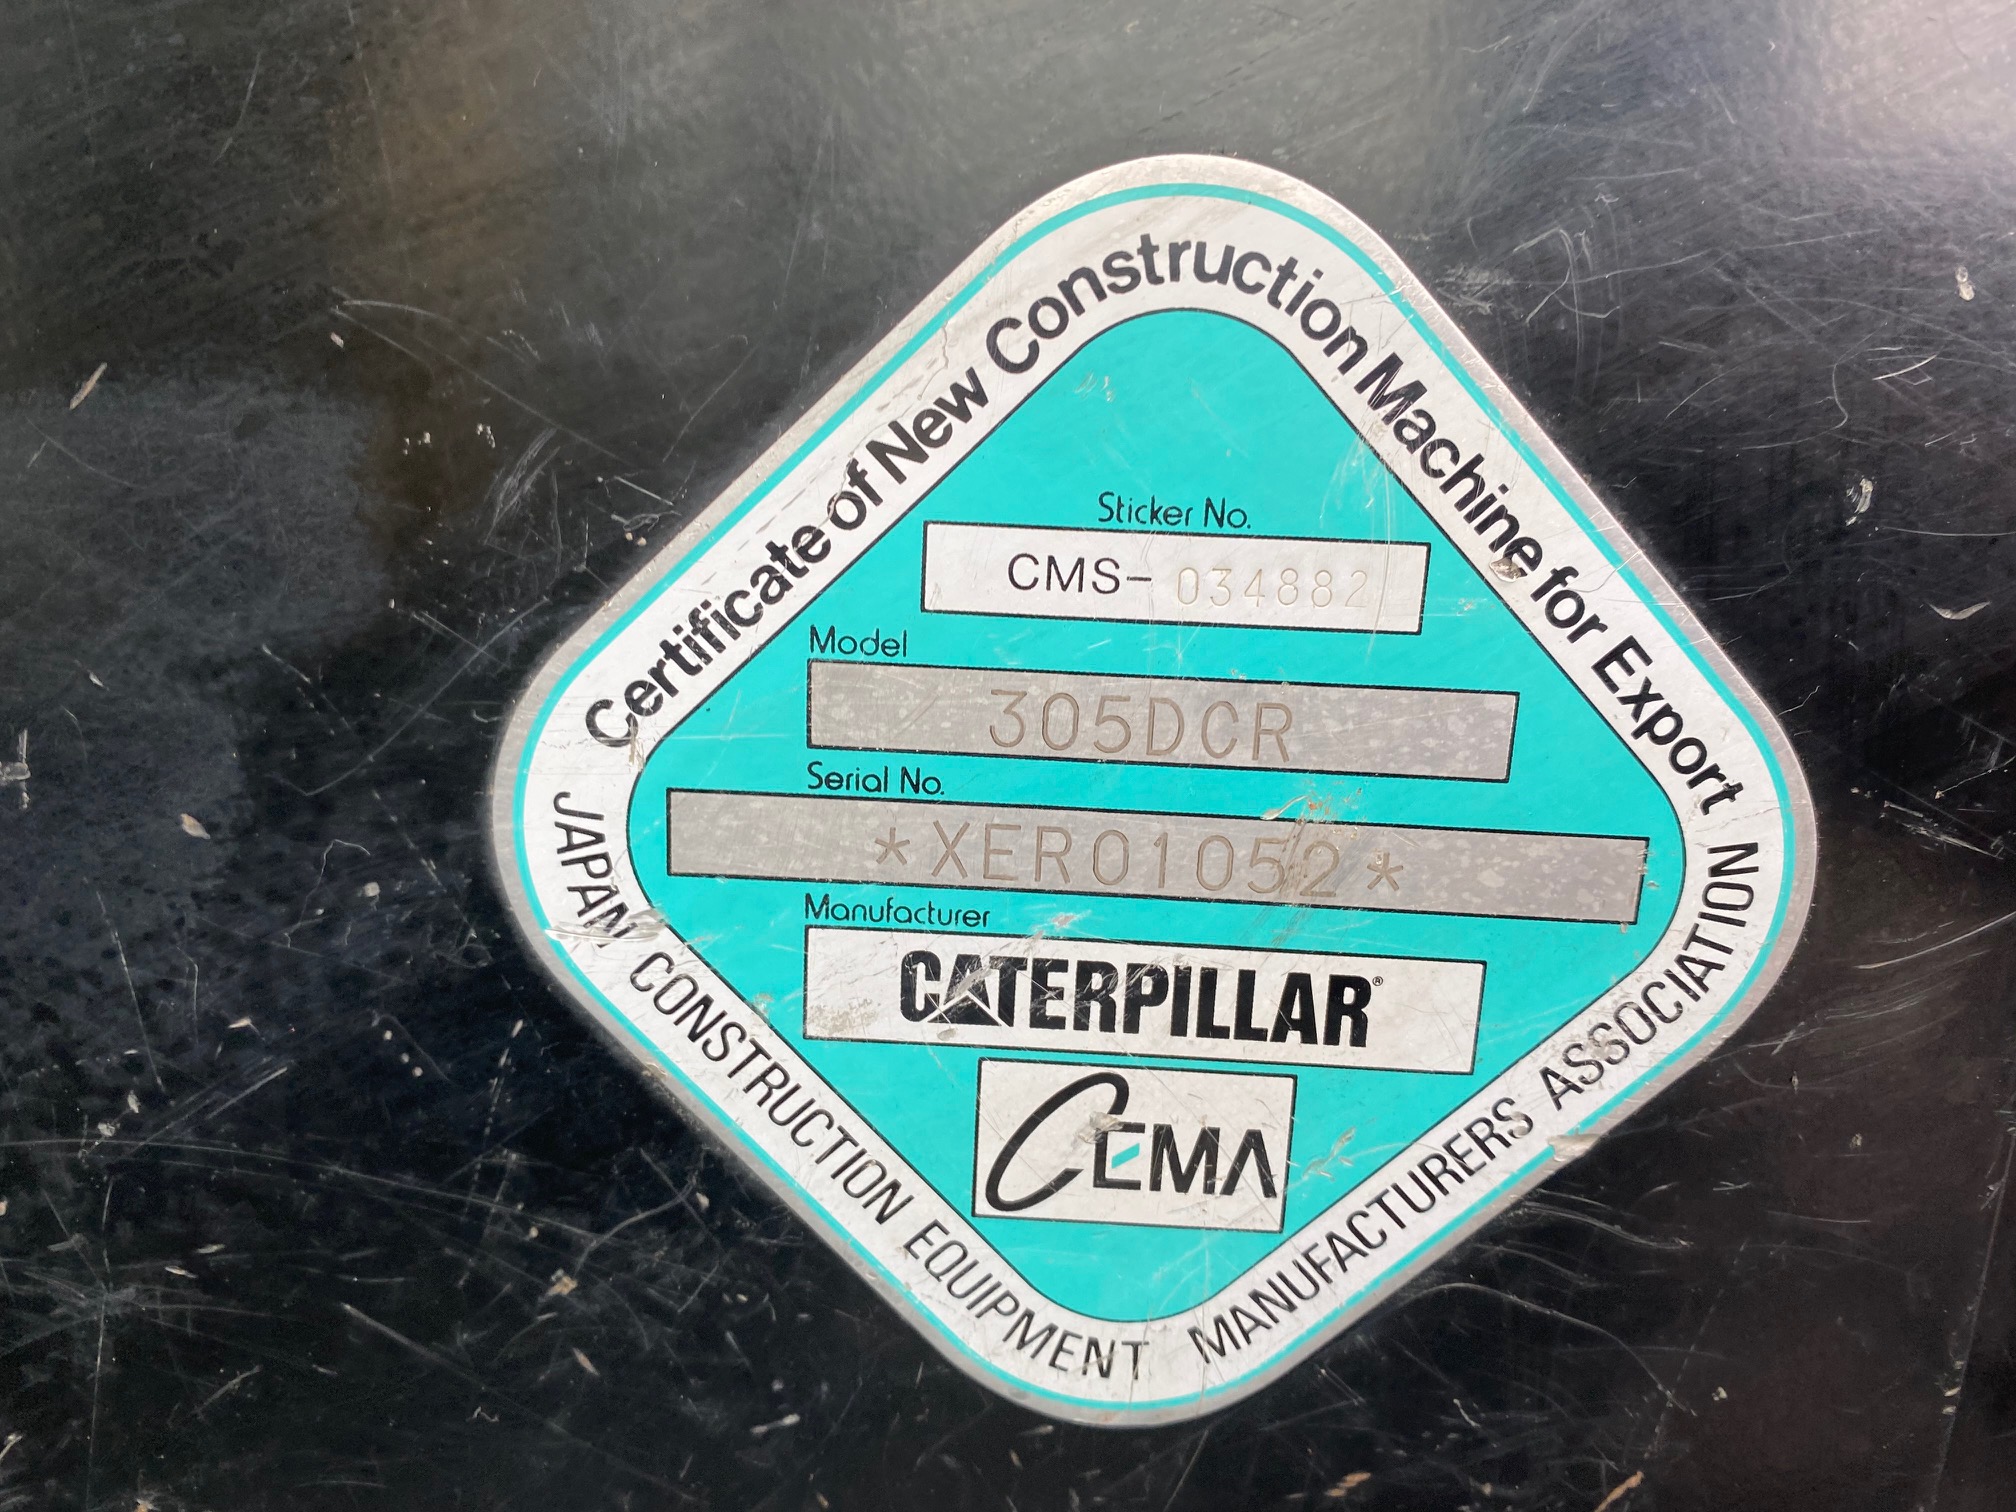 Certificate of New Construction Machine for Export
Sticker No.
CMS- 034882
Model
305DCR
Serial No.
*XER01052*
Manufacturer
CATERPILLAR®
CEMA
JAPAN CONSTRUCTION EQUIPMENT MANUFACTURERS ASSOCIATION